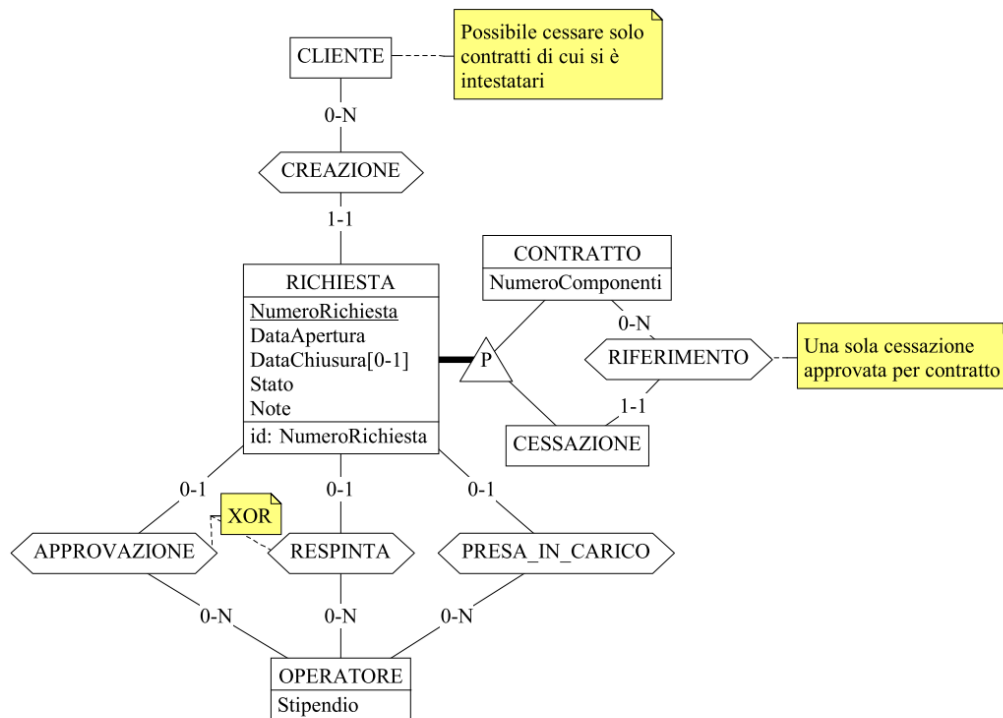 CLIENTE
Possibile cessare solo
contratti di cui si è
intestatari
0-N
CREAZIONE
1-1
RICHIESTA
NumeroRichiesta
DataApertura
DataChiusura[0-1]
Stato
Note
id: NumeroRichiesta
P
CONTRATTO
NumeroComponenti
0-N
RIFERIMENTO
Una sola cessazione
approvata per contratto
1-1
CESSAZIONE
0-1
0-1
0-1
XOR
APPROVAZIONE
RESPINTA
PRESA_IN_CARICO
0-N
0-N
0-N
OPERATORE
Stipendio